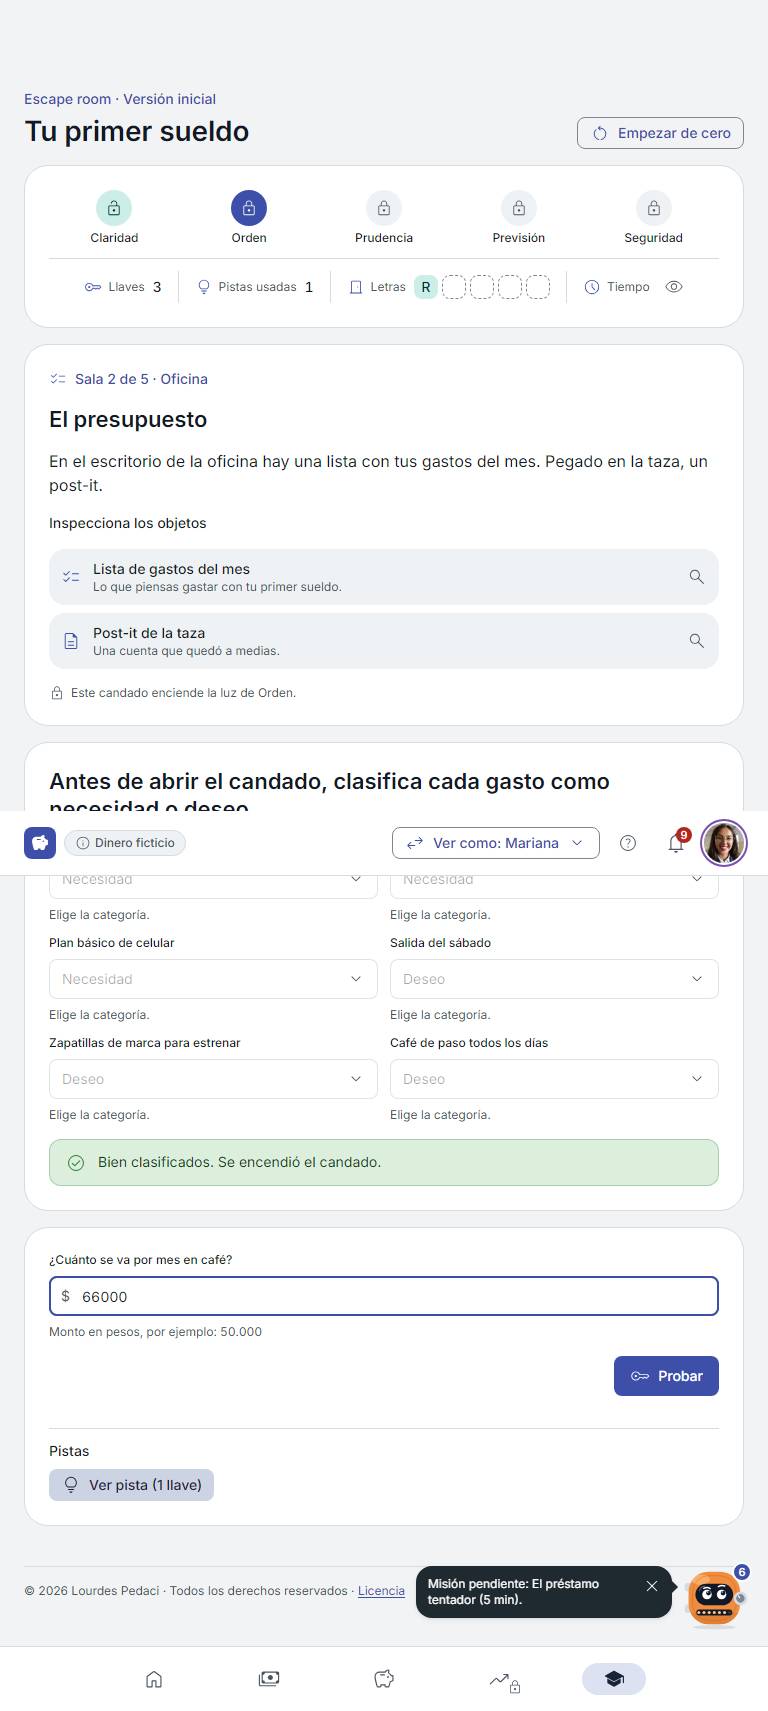 Escape room · Versión inicial
Tu primer sueldo
Empezar de cero
Claridad
Orden
Prudencia
Previsión
Seguridad
Llaves 3
Pistas usadas 1
Letras R
Tiempo
Sala 2 de 5 · Oficina
El presupuesto
En el escritorio de la oficina hay una lista con tus gastos del mes. Pegado en la taza, un
post-it.
Inspecciona los objetos
Lista de gastos del mes
Lo que piensas gastar con tu primer sueldo.
Post-it de la taza
Una cuenta que quedó a medias.
Este candado enciende la luz de Orden.
Antes de abrir el candado, clasifica cada gasto como
necesidad o deseo
Dinero ficticio
Ver como: Mariana
9
Necesidad
Necesidad
Elige la categoría.
Elige la categoría.
Plan básico de celular
Salida del sábado
Necesidad
Deseo
Elige la categoría.
Elige la categoría.
Zapatillas de marca para estrenar
Café de paso todos los días
Deseo
Deseo
Elige la categoría.
Elige la categoría.
Bien clasificados. Se encendió el candado.
¿Cuánto se va por mes en café?
$ 66000
Monto en pesos, por ejemplo: 50.000
Probar
Pistas
Ver pista (1 llave)
© 2026 Lourdes Pedaci · Todos los derechos reservados · Licencia
Misión pendiente: El préstamo
tentador (5 min).
6